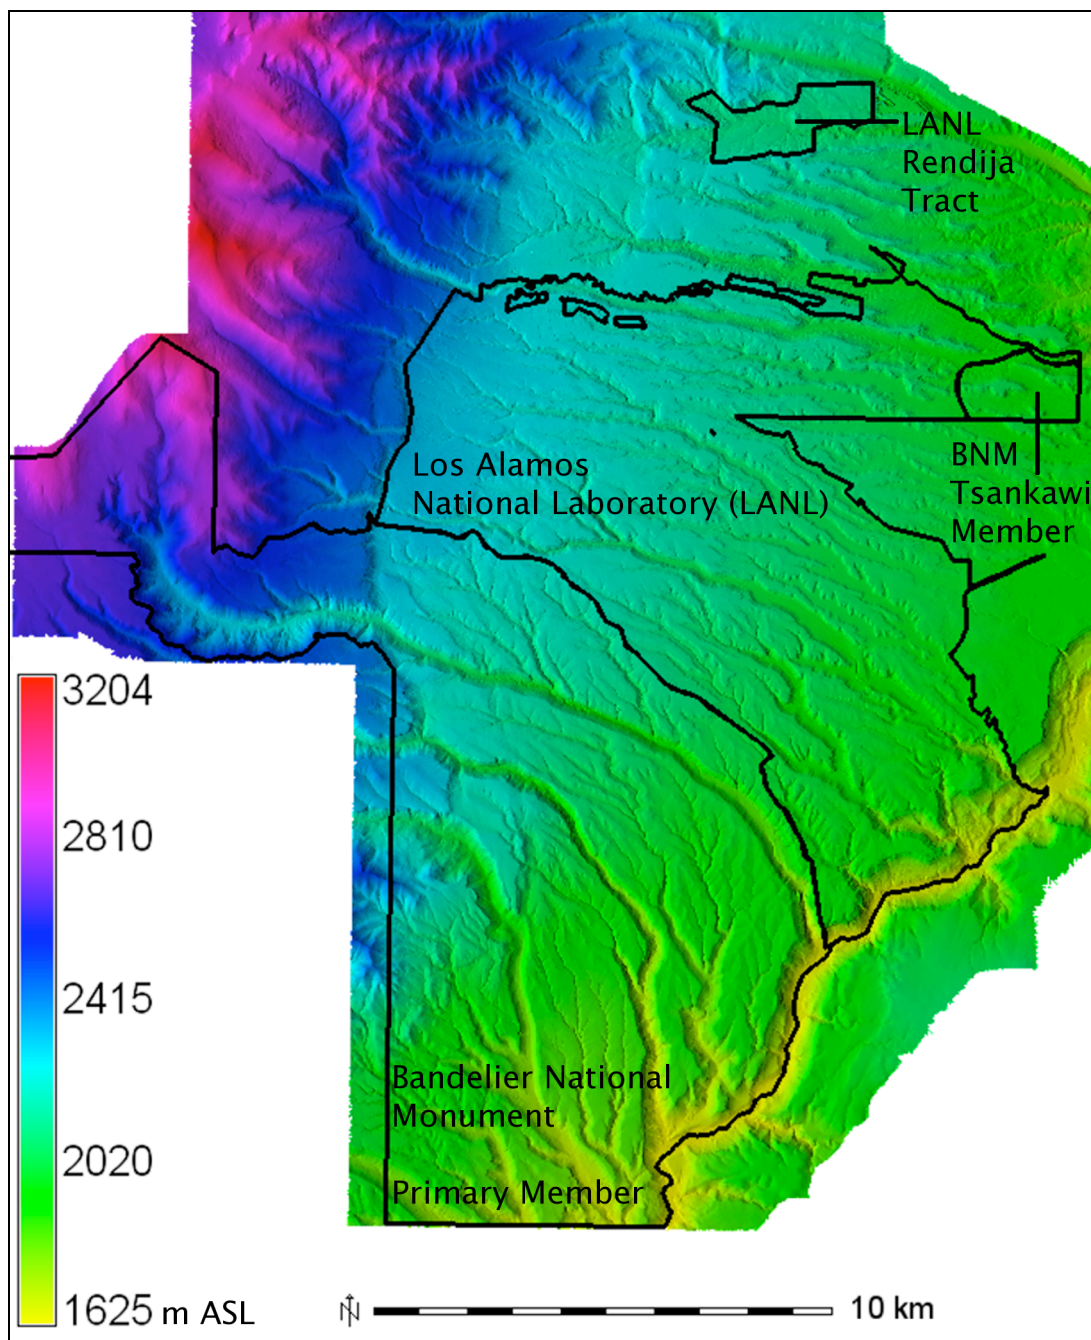 LANL
Rendija
Tract
Los Alamos
National Laboratory (LANL)
BNM
Tsankawi
Member
3204
2810
2415
2020
1625 m ASL
Bandelier National
Monument
Primary Member
N
10 km